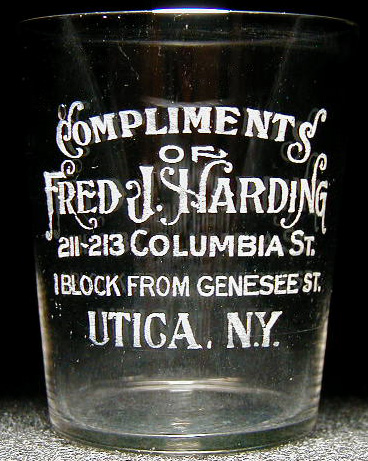 COMPLIMENTS
OF
FRED J. HARDING
211-213 COLUMBIA ST.
1 BLOCK FROM GENESEE ST.
UTICA, N.Y.